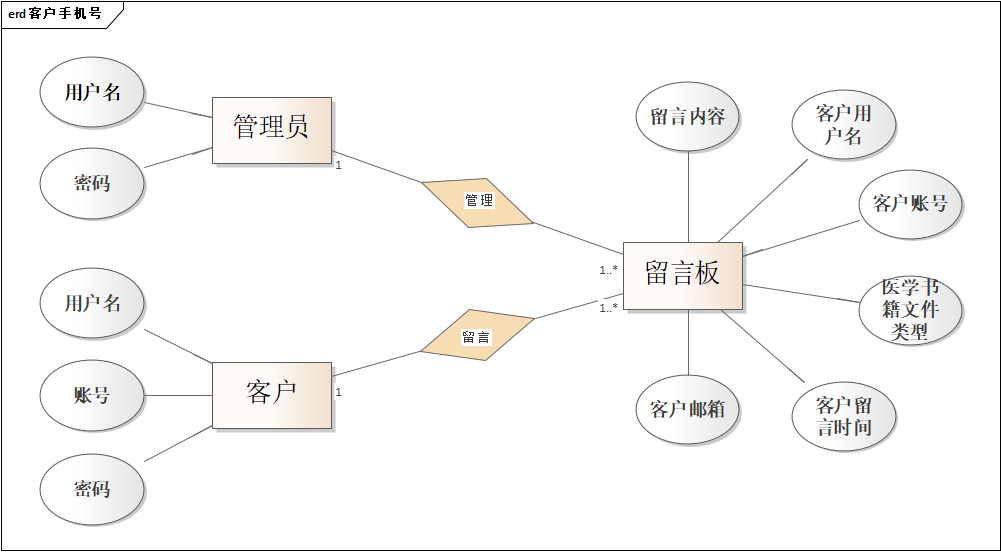 erd 客户手机号
用户名
管理员
密码
1
管理
留言内容
客户用
户名
客户账号
1..*
留言板
1..*
医学书
籍文件
类型
用户名
留言
客户
1
账号
密码
客户邮箱
客户留
言时间